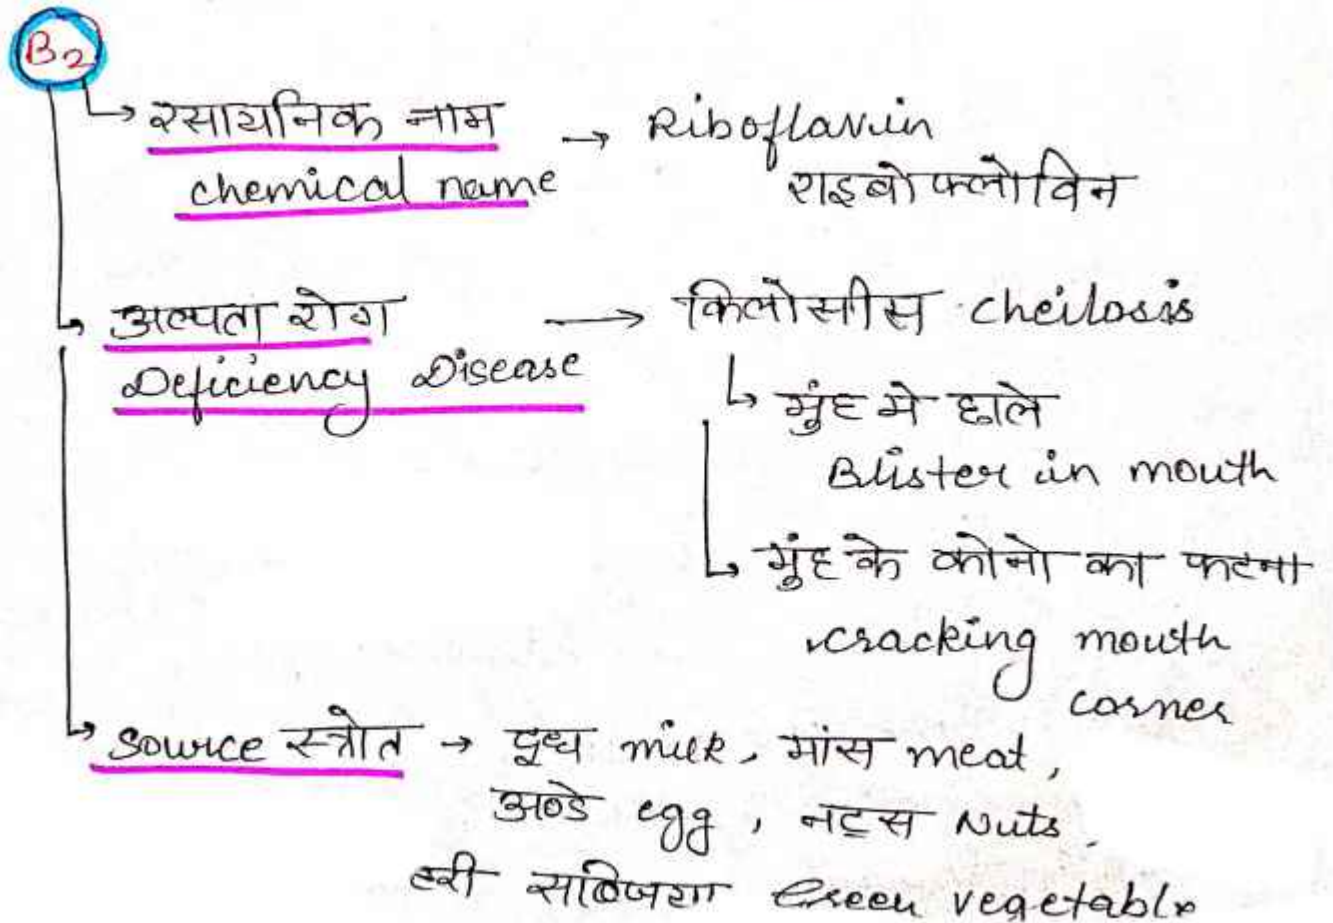 B2
रसायनिक नाम → Riboflavin
chemical name राइबोफ्लोविन
अल्पता रोग → किलोसीस cheilosis
Deficiency Disease
मुंह मे छाले
Blister in mouth
मुंह के कोनो का फटना
cracking mouth
corner
source स्त्रोत → दूध milk, मांस meat,
अण्डे egg, नट्स Nuts,
हरी सब्जिया Green vegetable